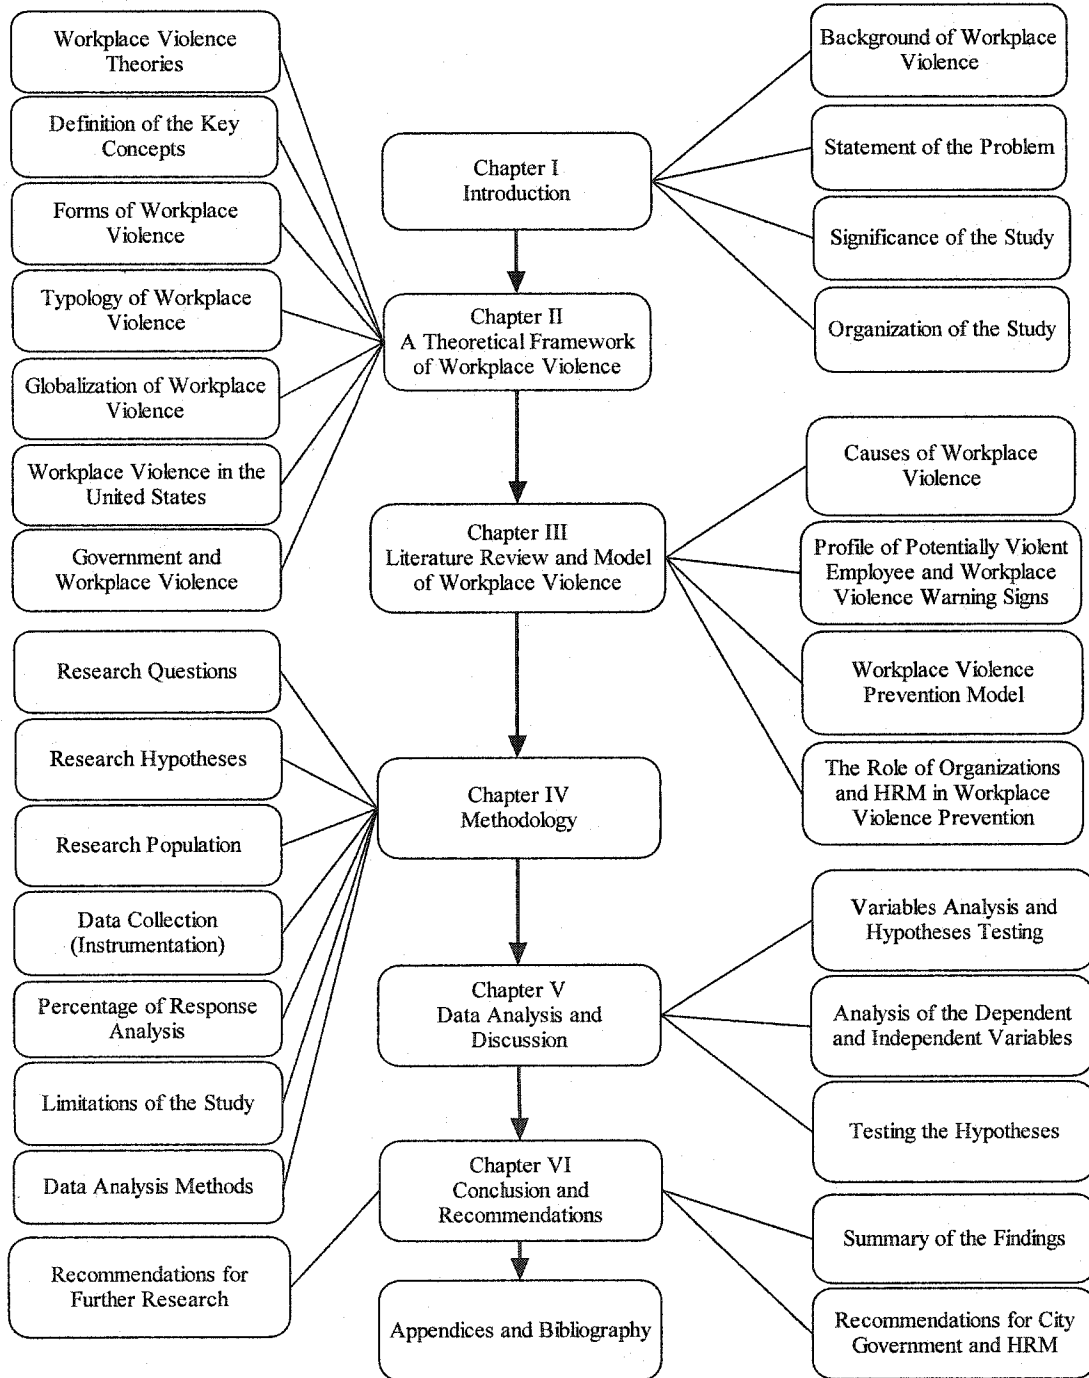 Workplace Violence
Theories
Definition of the Key
Concepts
Forms of Workplace
Violence
Typology of Workplace
Violence
Globalization of Workplace
Violence
Workplace Violence in the
United States
Government and
Workplace Violence
Research Questions
Research Hypotheses
Research Population
Data Collection
(Instrumentation)
Percentage of Response
Analysis
Limitations of the Study
Data Analysis Methods
Recommendations for
Further Research
Chapter I
Introduction
Chapter II
A Theoretical Framework
of Workplace Violence
Chapter III
Literature Review and Model
of Workplace Violence
Chapter IV
Methodology
Chapter V
Data Analysis and
Discussion
Chapter VI
Conclusion and
Recommendations
Appendices and Bibliography
Background of Workplace
Violence
Statement of the Problem
Significance of the Study
Organization of the Study
Causes of Workplace
Violence
Profile of Potentially Violent
Employee and Workplace
Violence Warning Signs
Workplace Violence
Prevention Model
The Role of Organizations
and HRM in Workplace
Violence Prevention
Variables Analysis and
Hypotheses Testing
Analysis of the Dependent
and Independent Variables
Testing the Hypotheses
Summary of the Findings
Recommendations for City
Government and HRM